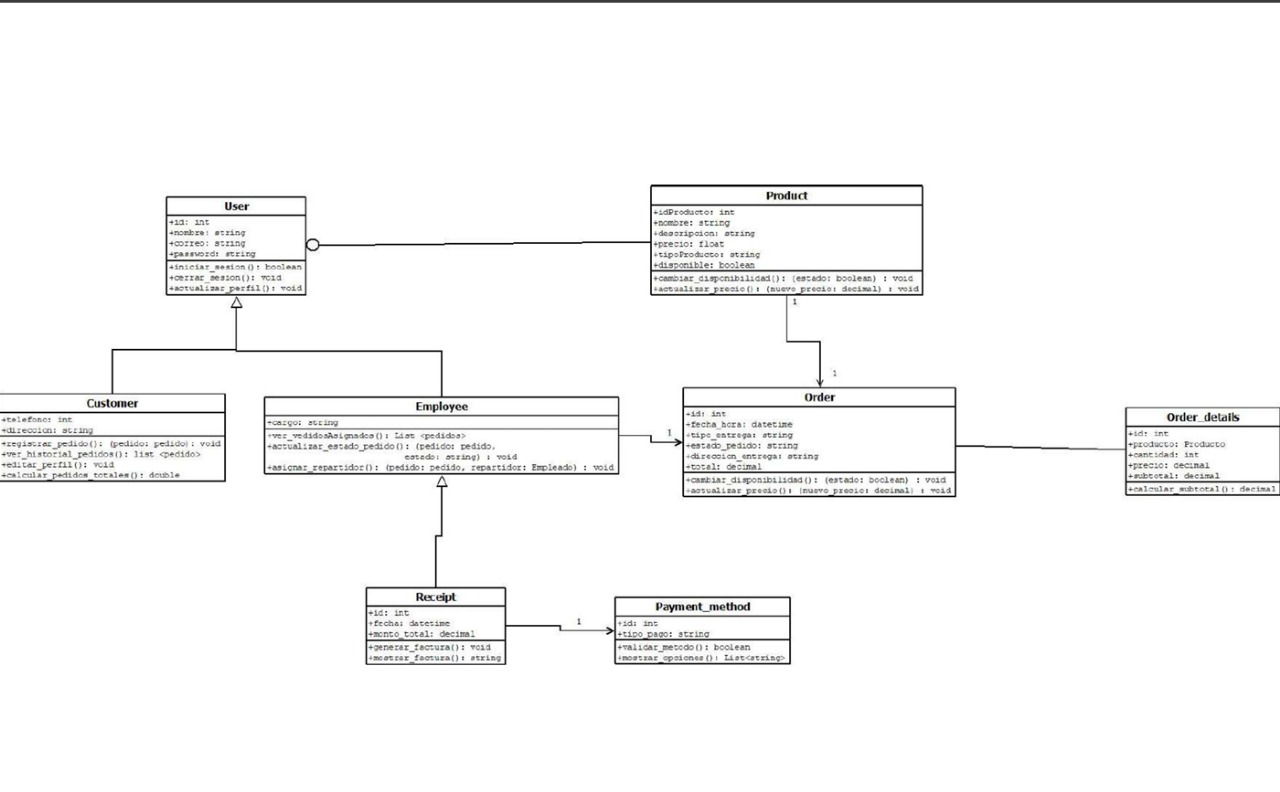 User
+id: int
+nombre: string
+correo: string
+password: string
+iniciar_sesion(): boolean
+cerrar_sesion(): void
+actualizar_perfil(): void
Product
+idProducto: int
+nombre: string
+descripcion: string
+precio: float
+tipoProducto: string
+disponible: boolean
+cambiar_disponibilidad(): (estado: boolean) : void
+actualizar_precio(): (nuevo_precio: decimal) : void
1
1
Customer
+telefono: int
+direccion: string
+registrar_pedido(): (pedido: pedido): void
+ver_historial_pedidos(): list <pedido>
+editar_perfil(): void
+calcular_pedidos_totales(): double
Employee
+cargo: string
+ver_vedidosAsignados(): List <pedidos>
+actualizar_estado_pedido(): (pedido: pedido,
estado: string) : void
+asignar_repartidor(): (pedido: pedido, repartidor: Empleado) : void
1
Order
+id: int
+fecha_hora: datetime
+tipo_entrega: string
+estado_pedido: string
+direccion_entrega: string
+total: decimal
+cambiar_disponibilidad(): (estado: boolean) : void
+actualizar_precio(): (nuevo_precio: decimal) : void
Order_details
+id: int
+producto: Producto
+cantidad: int
+precio: decimal
+subtotal: decimal
+calcular_subtotal(): decimal
Receipt
+id: int
+fecha: datetime
+monto_total: decimal
+generar_factura(): void
+mostrar_factura(): string
1
Payment_method
+id: int
+tipo_pago: string
+validar_metodo(): boolean
+mostrar_opciones(): List<string>